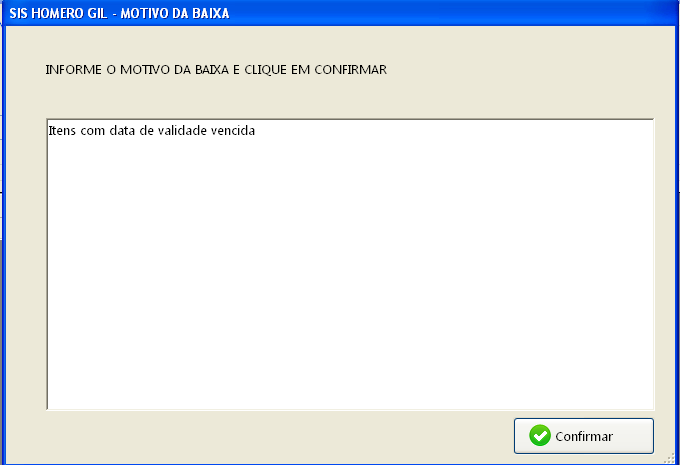 SIS HOMERO GIL - MOTIVO DA BAIXA
INFORME O MOTIVO DA BAIXA E CLIQUE EM CONFIRMAR
Itens com data de validade vencida
Confirmar